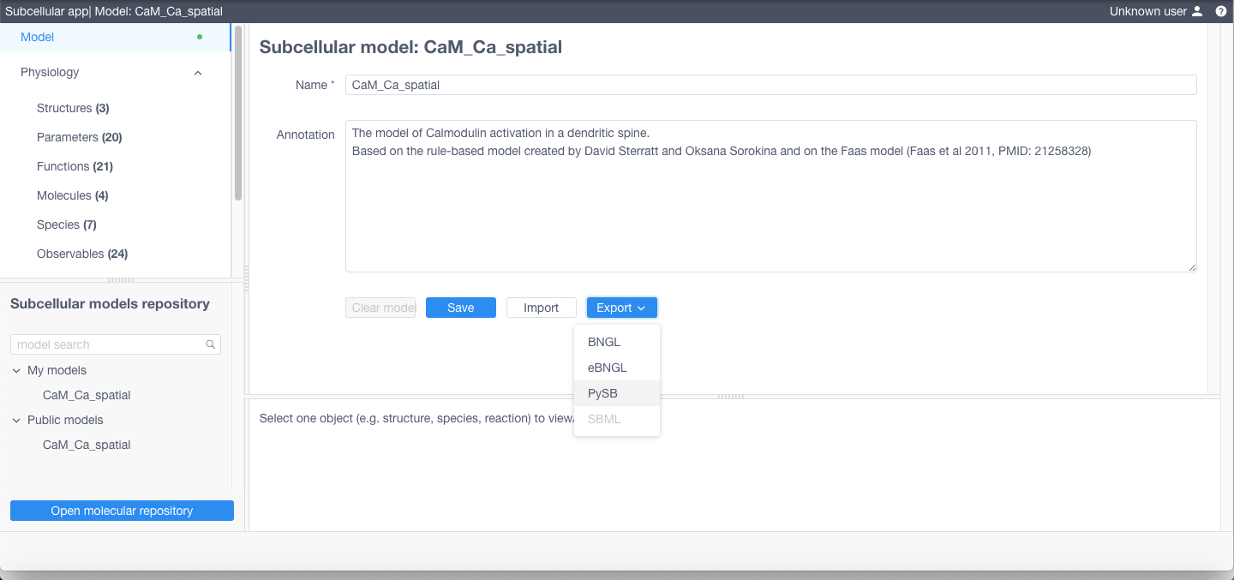 Subcellular app| Model: CaM_Ca_spatial
Unknown user
?
Model
Physiology
Structures (3)
Parameters (20)
Functions (21)
Molecules (4)
Species (7)
Observables (24)
Subcellular models repository
model search
My models
CaM_Ca_spatial
Public models
CaM_Ca_spatial
Open molecular repository
Subcellular model: CaM_Ca_spatial
Name *
CaM_Ca_spatial
Annotation
The model of Calmodulin activation in a dendritic spine.
Based on the rule-based model created by David Sterratt and Oksana Sorokina and on the Faas model (Faas et al 2011, PMID: 21258328)
Clear model
Save
Import
Export
BNGL
eBNGL
PySB
SBML
Select one object (e.g. structure, species, reaction) to view